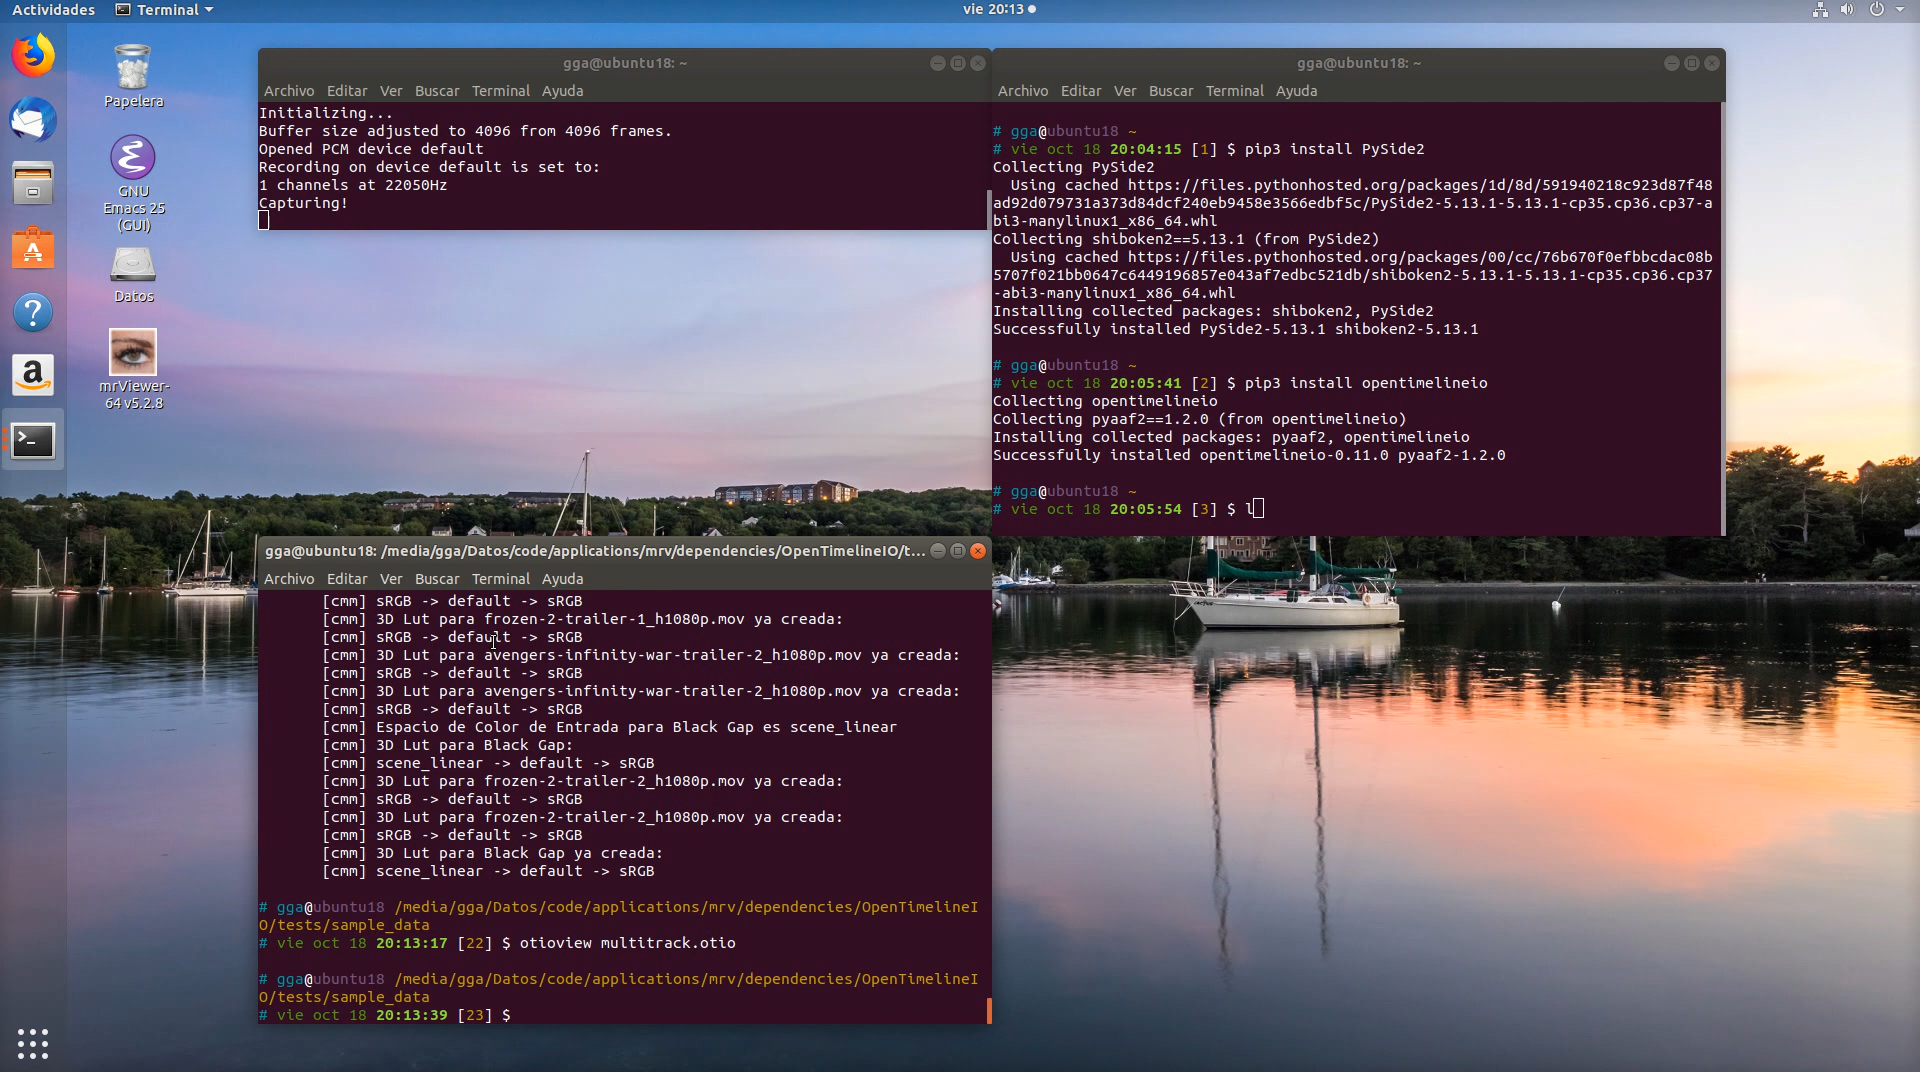 Actividades
Terminal
vie 20:13
Papelera
GNU
Emacs 25
(GUI)
Datos
mrViewer-
64 v5.2.8
gga@ubuntu18: ~
Archivo Editar Ver Buscar Terminal Ayuda
Initializing...
Buffer size adjusted to 4096 from 4096 frames.
Opened PCM device default
Recording on device default is set to:
1 channels at 22050Hz
Capturing!
gga@ubuntu18: ~
Archivo Editar Ver Buscar Terminal Ayuda
# gga@ubuntu18 ~
# vie oct 18 20:04:15 [1] $ pip3 install PySide2
Collecting PySide2
  Using cached https://files.pythonhosted.org/packages/1d/8d/591940218c923d87f48
ad92d079731a373d84dcf240eb9458e3566edbf5c/PySide2-5.13.1-5.13.1-cp35.cp36.cp37-a
bi3-manylinux1_x86_64.whl
Collecting shiboken2==5.13.1 (from PySide2)
  Using cached https://files.pythonhosted.org/packages/00/cc/76b670f0efbbcdac08b
5707f021bb0647c6449196857e043af7edbc521db/shiboken2-5.13.1-5.13.1-cp35.cp36.cp37
-abi3-manylinux1_x86_64.whl
Installing collected packages: shiboken2, PySide2
Successfully installed PySide2-5.13.1 shiboken2-5.13.1
# gga@ubuntu18 ~
# vie oct 18 20:05:41 [2] $ pip3 install opentimelineio
Collecting opentimelineio
Collecting pyaaf2==1.2.0 (from opentimelineio)
Installing collected packages: pyaaf2, opentimelineio
Successfully installed opentimelineio-0.11.0 pyaaf2-1.2.0
# gga@ubuntu18 ~
# vie oct 18 20:05:54 [3] $ l
gga@ubuntu18: /media/gga/Datos/code/applications/mrv/dependencies/OpenTimelineIO/t...
Archivo Editar Ver Buscar Terminal Ayuda
[cmm] sRGB -> default -> sRGB
[cmm] 3D Lut para frozen-2-trailer-1_h1080p.mov ya creada:
[cmm] sRGB -> default -> sRGB
[cmm] 3D Lut para avengers-infinity-war-trailer-2_h1080p.mov ya creada:
[cmm] sRGB -> default -> sRGB
[cmm] 3D Lut para avengers-infinity-war-trailer-2_h1080p.mov ya creada:
[cmm] sRGB -> default -> sRGB
[cmm] Espacio de Color de Entrada para Black Gap es scene_linear
[cmm] 3D Lut para Black Gap:
[cmm] scene_linear -> default -> sRGB
[cmm] 3D Lut para frozen-2-trailer-2_h1080p.mov ya creada:
[cmm] sRGB -> default -> sRGB
[cmm] 3D Lut para frozen-2-trailer-2_h1080p.mov ya creada:
[cmm] sRGB -> default -> sRGB
[cmm] 3D Lut para Black Gap ya creada:
[cmm] scene_linear -> default -> sRGB
# gga@ubuntu18 /media/gga/Datos/code/applications/mrv/dependencies/OpenTimelineI
O/tests/sample_data
# vie oct 18 20:13:17 [22] $ otioview multitrack.otio
# gga@ubuntu18 /media/gga/Datos/code/applications/mrv/dependencies/OpenTimelineI
O/tests/sample_data
# vie oct 18 20:13:39 [23] $